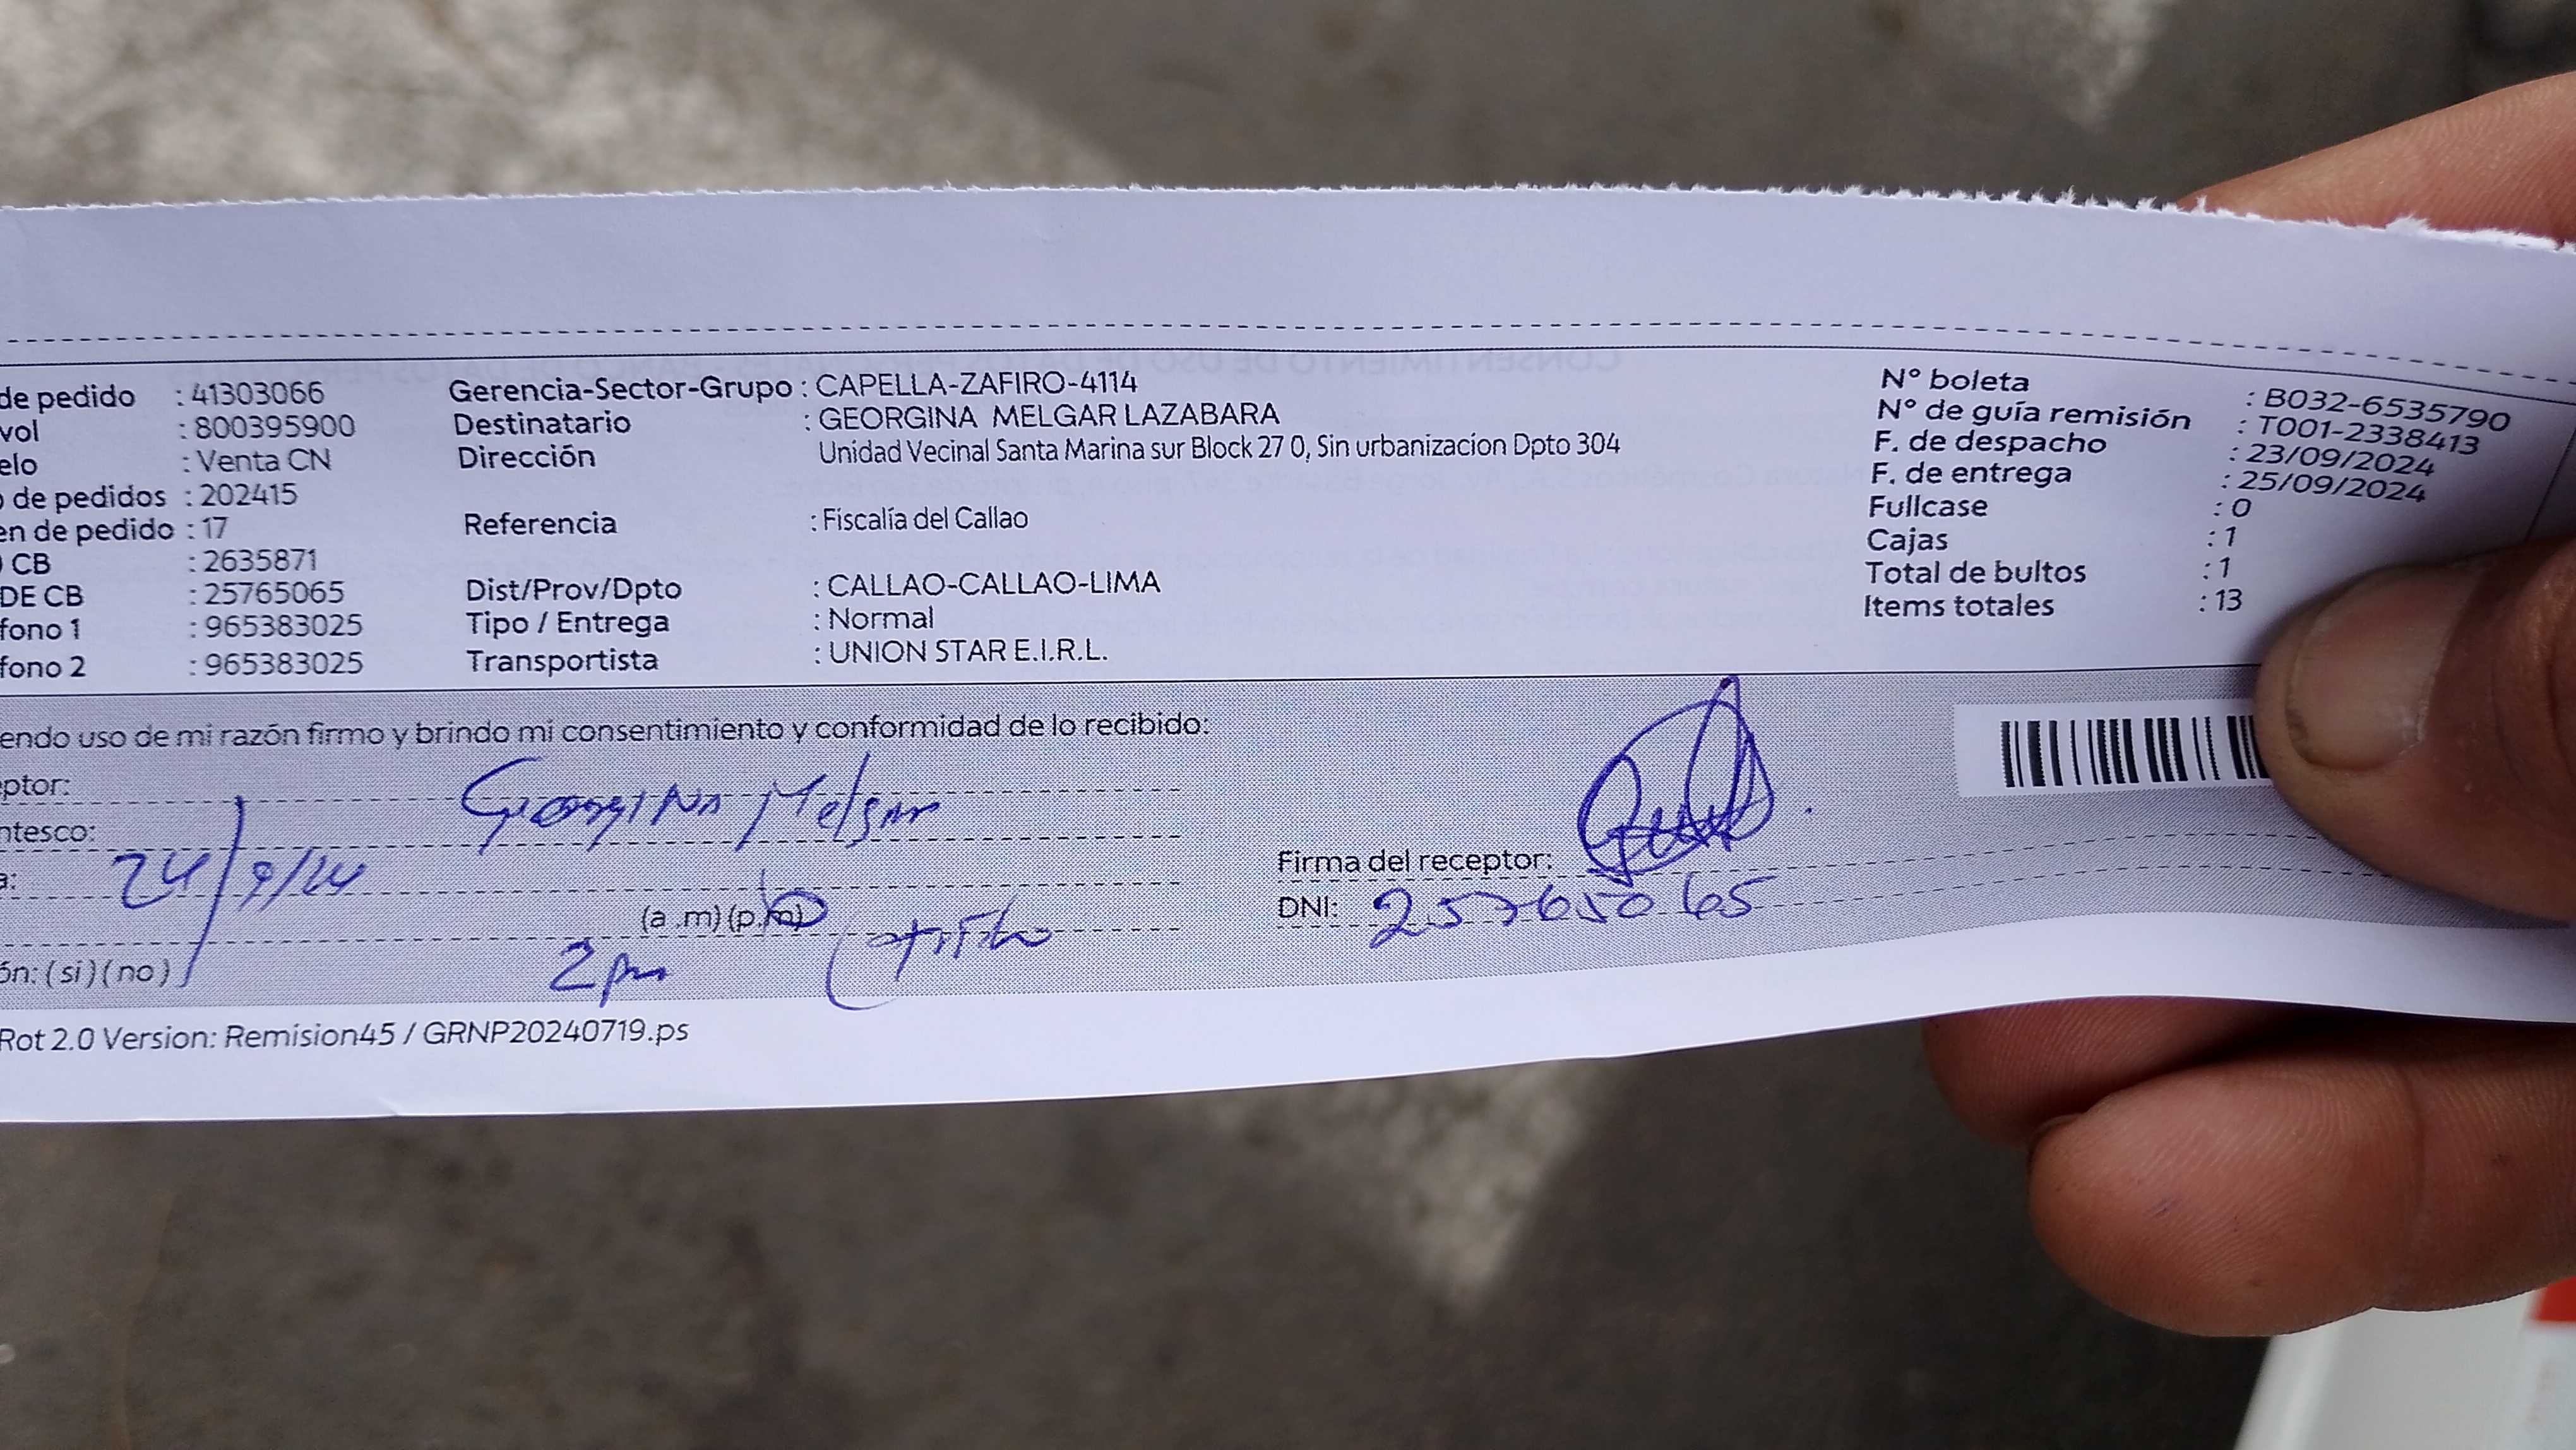 de pedido : 41303066 Gerencia-Sector-Grupo : CAPELLA-ZAFIRO-4114 N° boleta : B032-6535790
vol : 800395900 Destinatario : GEORGINA MELGAR LAZABARA N° de guía remisión : T001-2338413
elo : Venta CN Dirección Unidad Vecinal Santa Marina sur Block 27 0, Sin urbanizacion Dpto 304 F. de despacho : 23/09/2024
de pedidos : 202415 F. de entrega : 25/09/2024
en de pedido : 17 Referencia : Fiscalía del Callao Fullcase : 0
CB : 2635871 Cajas : 1
DE CB : 25765065 Dist/Prov/Dpto : CALLAO-CALLAO-LIMA Total de bultos : 1
fono 1 : 965383025 Tipo / Entrega : Normal Items totales : 13
fono 2 : 965383025 Transportista : UNION STAR E.I.R.L.
endo uso de mi razón firmo y brindo mi consentimiento y conformidad de lo recibido:
ptor: Georgina Melgar
ntesco:
a: 24/9/24 Firma del receptor:
(a .m) (p.m) DNI: 25765065
ón: ( si ) ( no ) 2 pm
Rot 2.0 Version: Remision45 / GRNP20240719.ps